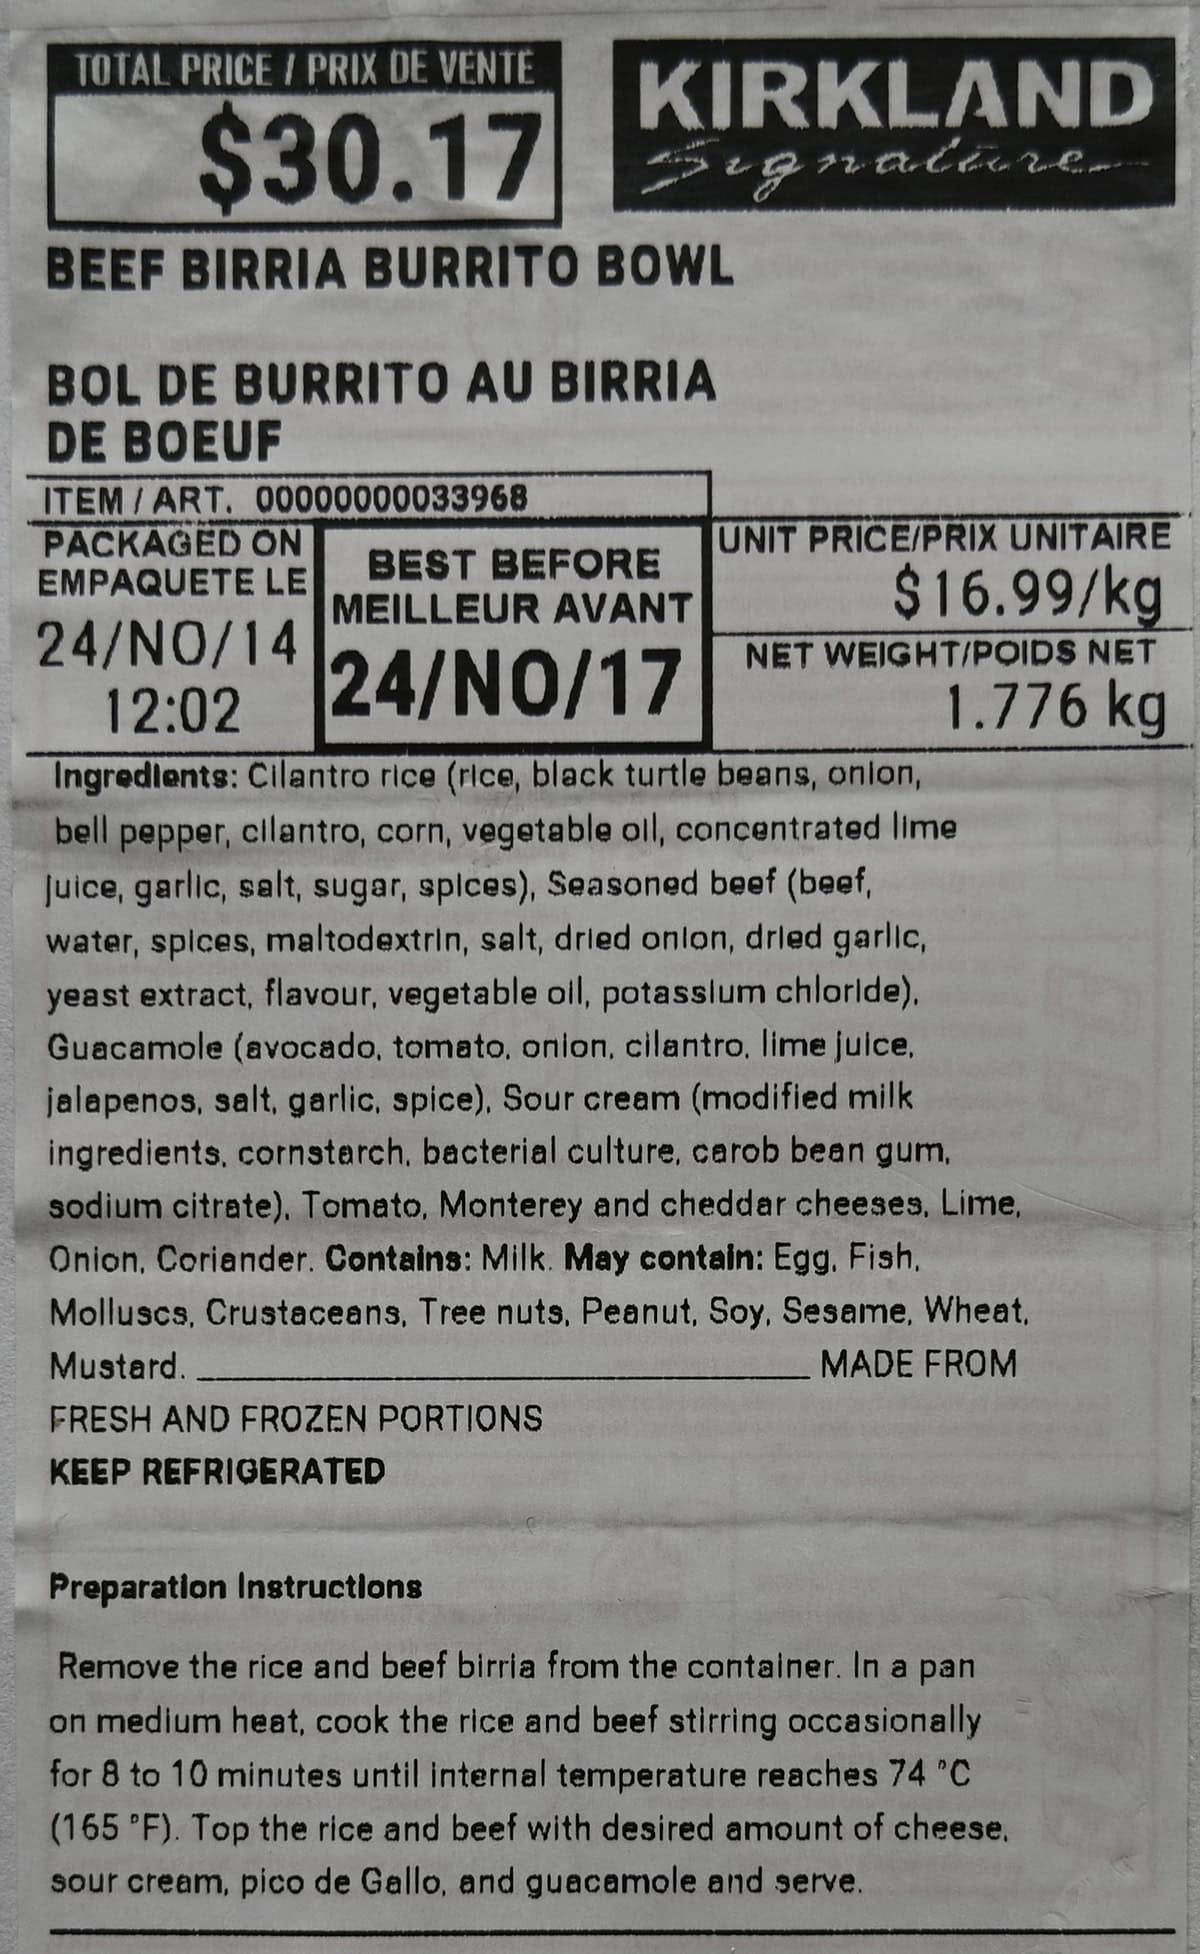 TOTAL PRICE / PRIX DE VENTE
$30.17
KIRKLAND
Signature
BEEF BIRRIA BURRITO BOWL
BOL DE BURRITO AU BIRRIA
DE BOEUF
ITEM / ART. 00000000033968
PACKAGED ON
EMPAQUETE LE
24/NO/14
12:02
BEST BEFORE
MEILLEUR AVANT
24/NO/17
UNIT PRICE/PRIX UNITAIRE
$16.99/kg
NET WEIGHT/POIDS NET
1.776 kg
Ingredients: Cilantro rice (rice, black turtle beans, onion,
bell pepper, cilantro, corn, vegetable oil, concentrated lime
juice, garlic, salt, sugar, spices), Seasoned beef (beef,
water, spices, maltodextrin, salt, dried onion, dried garlic,
yeast extract, flavour, vegetable oil, potassium chloride),
Guacamole (avocado, tomato, onion, cilantro, lime juice,
jalapenos, salt, garlic, spice), Sour cream (modified milk
ingredients, cornstarch, bacterial culture, carob bean gum,
sodium citrate), Tomato, Monterey and cheddar cheeses, Lime,
Onion, Coriander. Contains: Milk. May contain: Egg, Fish,
Molluscs, Crustaceans, Tree nuts, Peanut, Soy, Sesame, Wheat,
Mustard. ____________________ MADE FROM
FRESH AND FROZEN PORTIONS
KEEP REFRIGERATED
Preparation Instructions
Remove the rice and beef birria from the container. In a pan
on medium heat, cook the rice and beef stirring occasionally
for 8 to 10 minutes until internal temperature reaches 74 °C
(165 °F). Top the rice and beef with desired amount of cheese,
sour cream, pico de Gallo, and guacamole and serve.